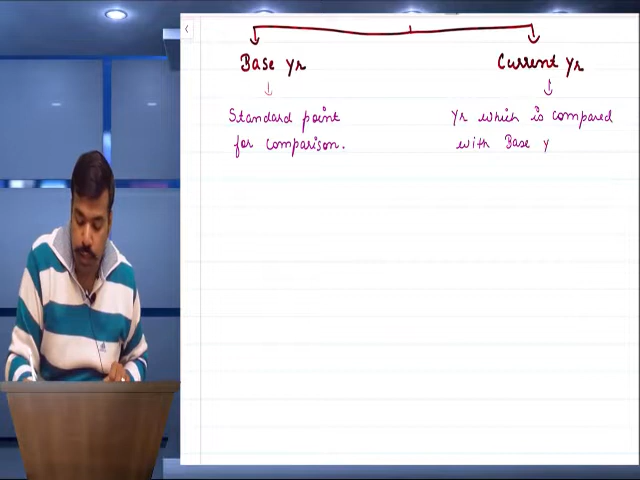 Base yr
Current yr
Standard point
for comparison.
Yr which is compared
with Base y